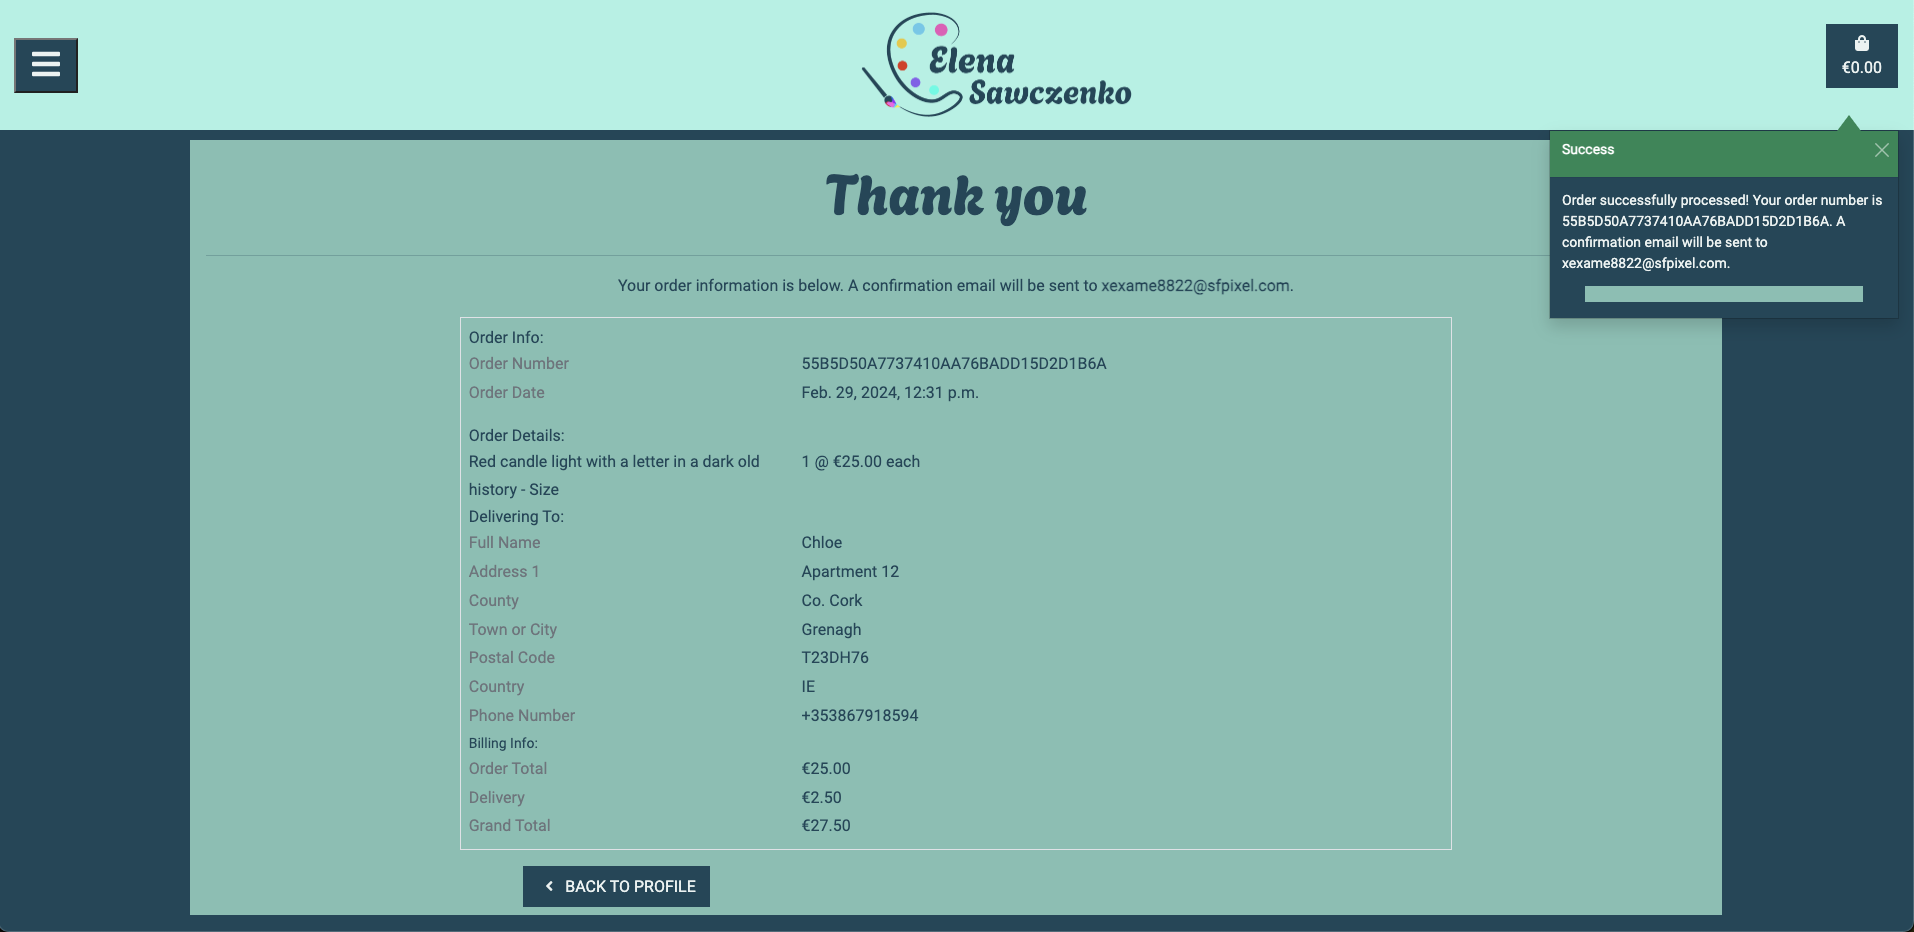 Elena
Sawczenko
€0.00
Success
Order successfully processed! Your order number is
55B5D50A7737410AA76BADD15D2D1B6A. A
confirmation email will be sent to
xexame8822@sfpixel.com.
Thank you
Your order information is below. A confirmation email will be sent to xexame8822@sfpixel.com.
Order Info:
Order Number 55B5D50A7737410AA76BADD15D2D1B6A
Order Date Feb. 29, 2024, 12:31 p.m.
Order Details:
Red candle light with a letter in a dark old 1 @ €25.00 each
history - Size
Delivering To:
Full Name Chloe
Address 1 Apartment 12
County Co. Cork
Town or City Grenagh
Postal Code T23DH76
Country IE
Phone Number +353867918594
Billing Info:
Order Total €25.00
Delivery €2.50
Grand Total €27.50
BACK TO PROFILE